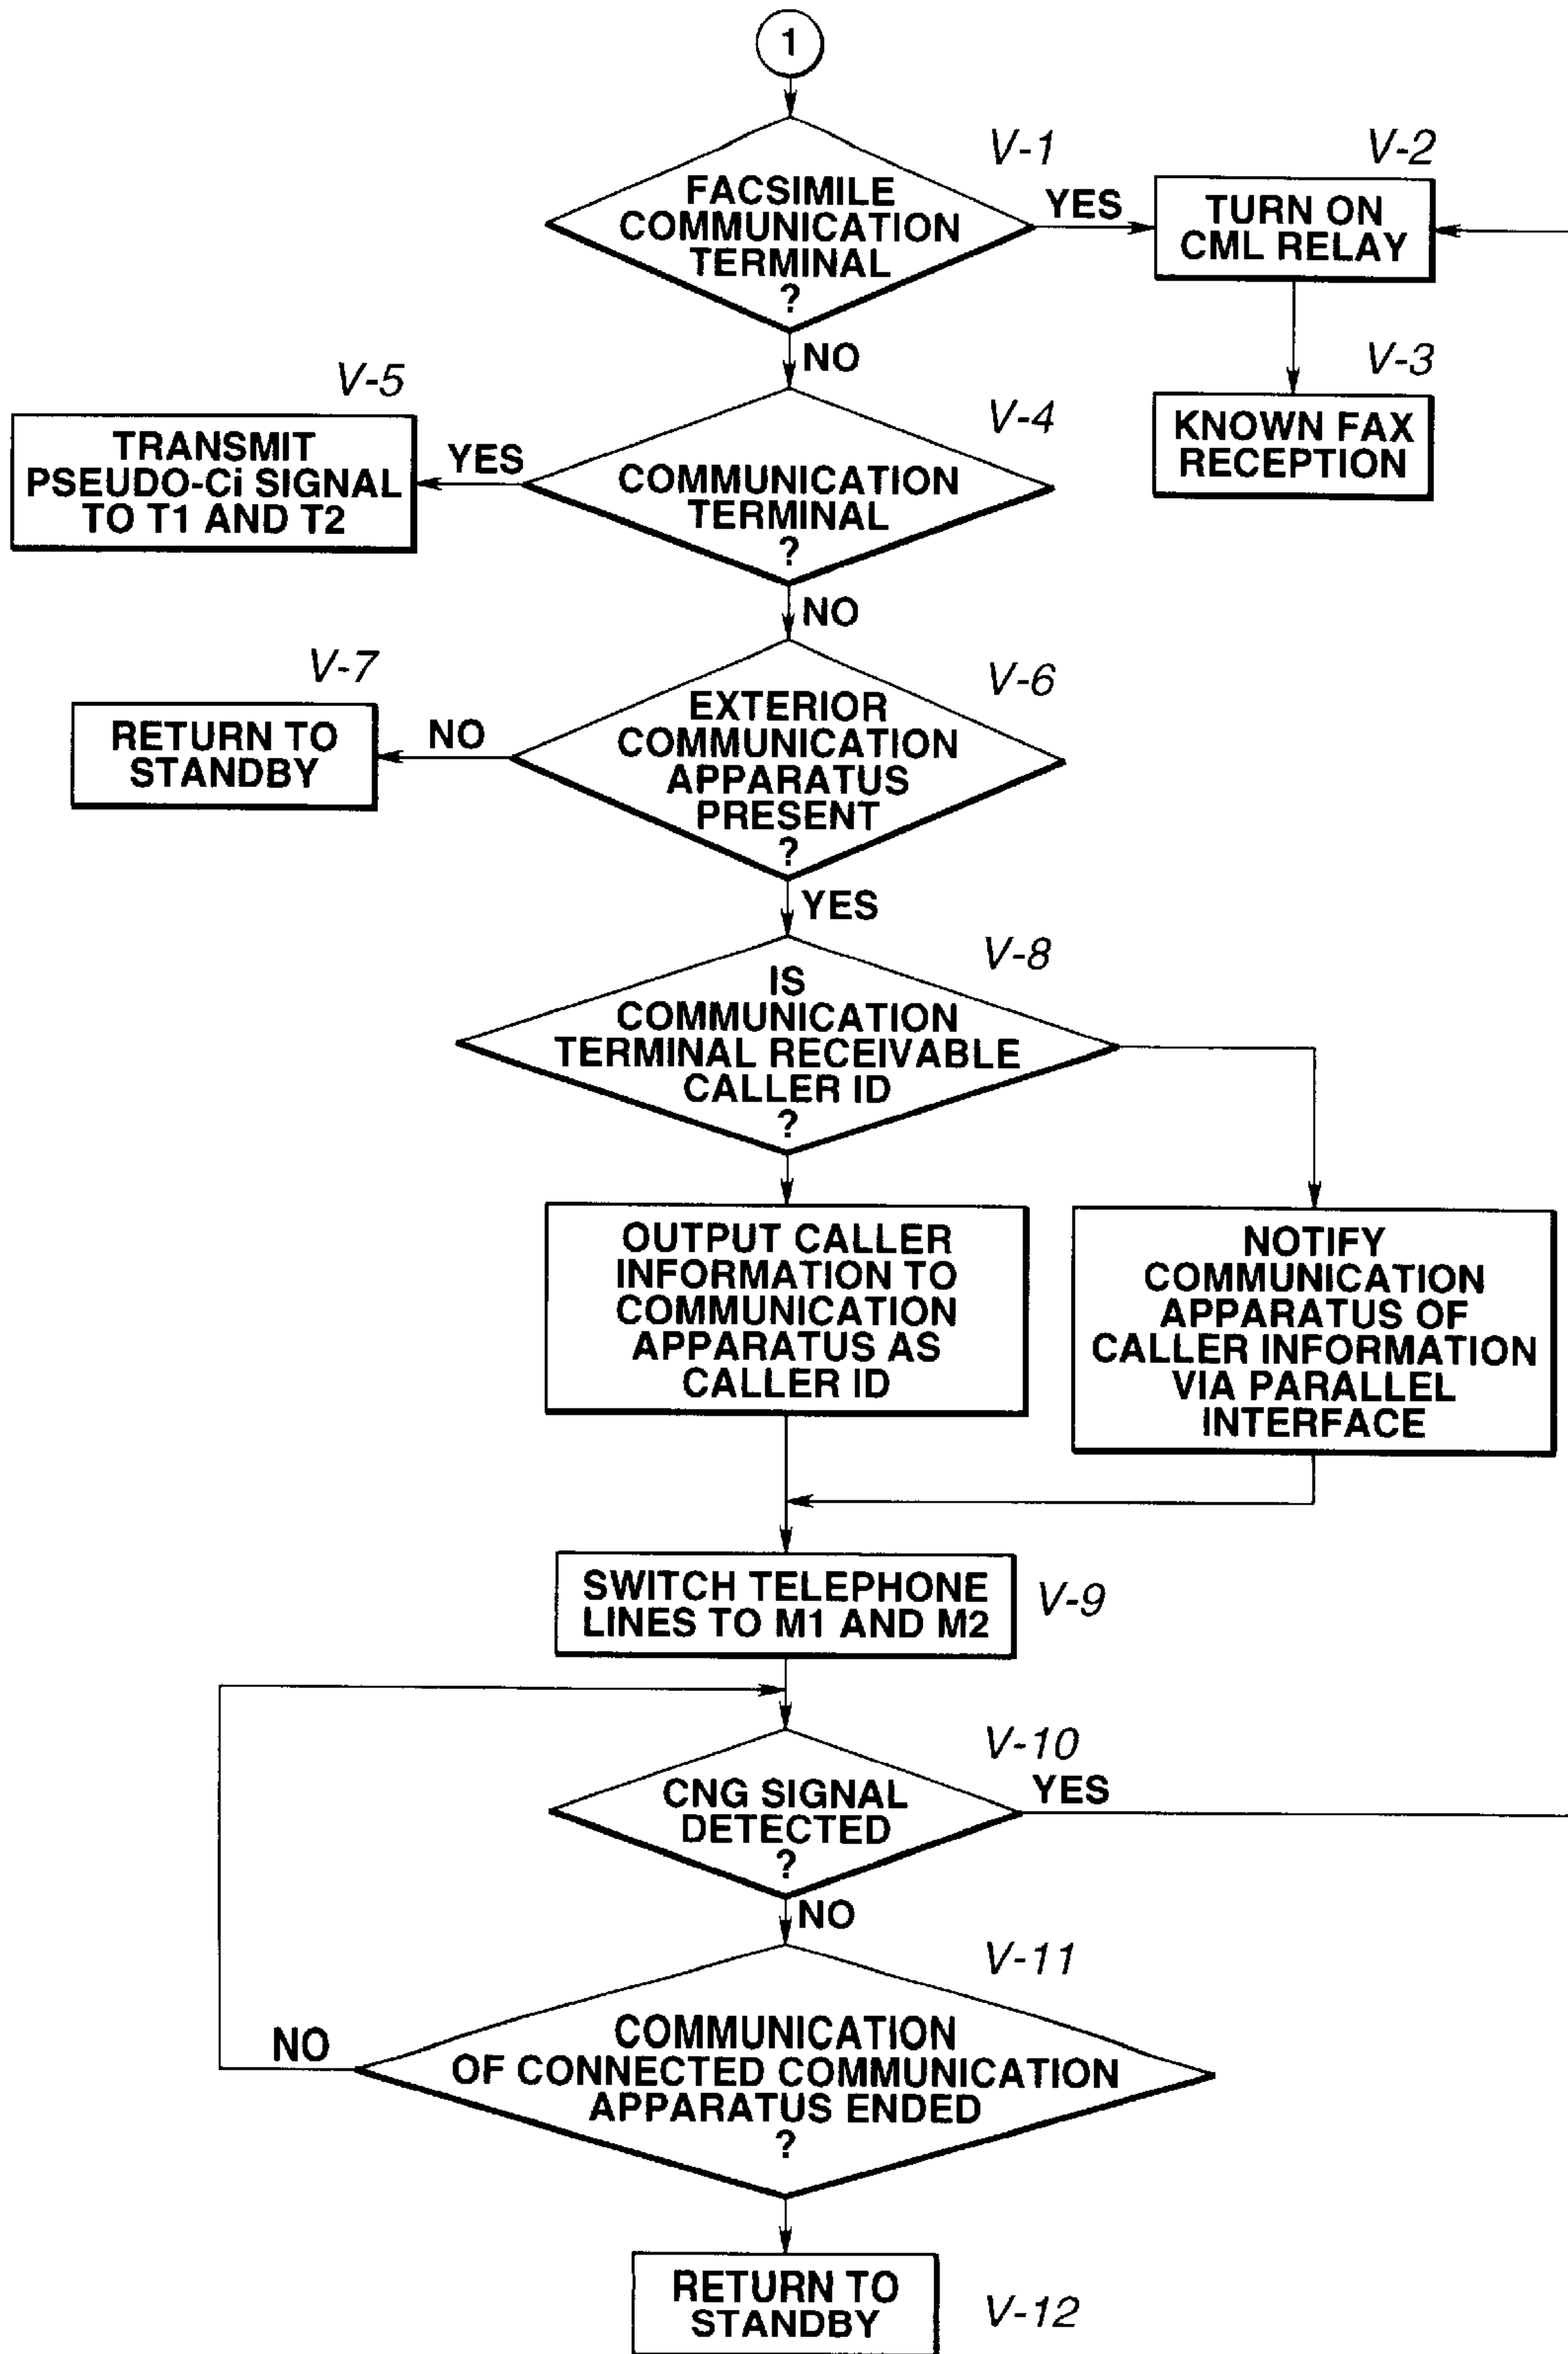 1
V-1
FACSIMILE
COMMUNICATION
TERMINAL
?
YES
V-2
TURN ON
CML RELAY
NO
V-3
KNOWN FAX
RECEPTION
V-5
TRANSMIT
PSEUDO-Ci SIGNAL
TO T1 AND T2
YES
V-4
COMMUNICATION
TERMINAL
?
NO
V-7
RETURN TO
STANDBY
NO
V-6
EXTERIOR
COMMUNICATION
APPARATUS
PRESENT
?
YES
V-8
IS
COMMUNICATION
TERMINAL RECEIVABLE
CALLER ID
?
OUTPUT CALLER
INFORMATION TO
COMMUNICATION
APPARATUS AS
CALLER ID
NOTIFY
COMMUNICATION
APPARATUS OF
CALLER INFORMATION
VIA PARALLEL
INTERFACE
SWITCH TELEPHONE
LINES TO M1 AND M2
V-9
V-10
CNG SIGNAL
DETECTED
?
YES
NO
V-11
COMMUNICATION
OF CONNECTED COMMUNICATION
APPARATUS ENDED
?
NO
RETURN TO
STANDBY
V-12